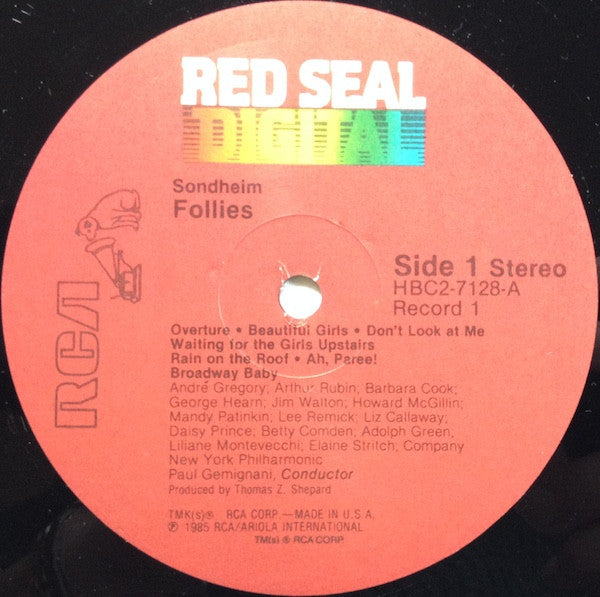 RED SEAL
DIGITAL
Sondheim
Follies
Side 1 Stereo
HBC2-7128-A
Record 1
RCA
Overture • Beautiful Girls • Don't Look at Me
Waiting for the Girls Upstairs
Rain on the Roof • Ah, Paree!
Broadway Baby
André Gregory; Arthur Rubin; Barbara Cook;
George Hearn; Jim Walton; Howard McGillin;
Mandy Patinkin; Lee Remick; Liz Callaway;
Daisy Prince; Betty Comden; Adolph Green;
Liliane Montevecchi; Elaine Stritch; Company
New York Philharmonic
Paul Gemignani, Conductor
Produced by Thomas Z. Shepard
TMK(s)® RCA CORP.—MADE IN U.S.A.
℗ 1985 RCA/ARIOLA INTERNATIONAL
TM(s) ® RCA CORP.